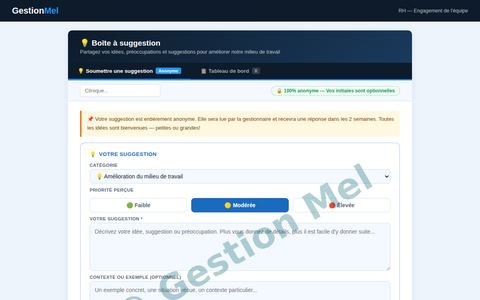 GestionMel
RH — Engagement de l'équipe
💡 Boîte à suggestion
Partagez vos idées, préoccupations et suggestions pour améliorer notre milieu de travail
💡 Soumettre une suggestion Anonyme
📋 Tableau de bord 0
Clinique...
🔒 100% anonyme — Vos initiales sont optionnelles
📌 Votre suggestion est entièrement anonyme. Elle sera lue par la gestionnaire et recevra une réponse dans les 2 semaines. Toutes
les idées sont bienvenues — petites ou grandes!
💡 VOTRE SUGGESTION
CATÉGORIE
💡 Amélioration du milieu de travail
PRIORITÉ PERÇUE
🟢 Faible
🟡 Modérée
🔴 Élevée
VOTRE SUGGESTION *
Décrivez votre idée, suggestion ou préoccupation. Plus vous donnez de détails, plus il est facile d'y donner suite...
CONTEXTE OU EXEMPLE (OPTIONNEL)
Un exemple concret, une situation vécue, un contexte particulier...
© Gestion Mel